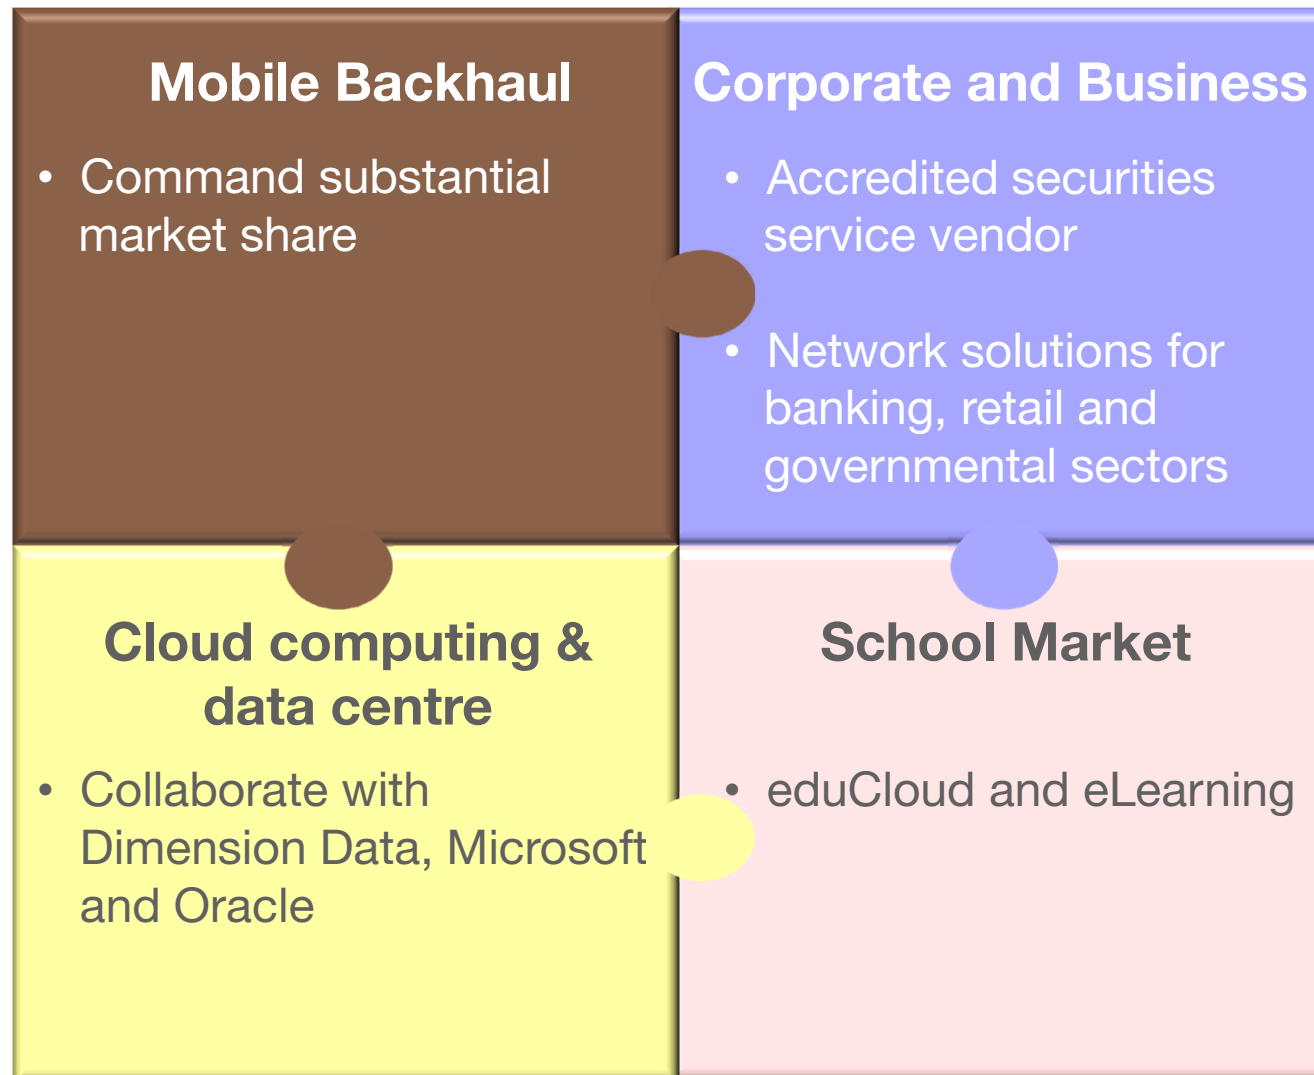 Mobile Backhaul
• Command substantial
market share
Corporate and Business
• Accredited securities
service vendor
• Network solutions for
banking, retail and
governmental sectors
Cloud computing &
data centre
• Collaborate with
Dimension Data, Microsoft
and Oracle
School Market
• eduCloud and eLearning